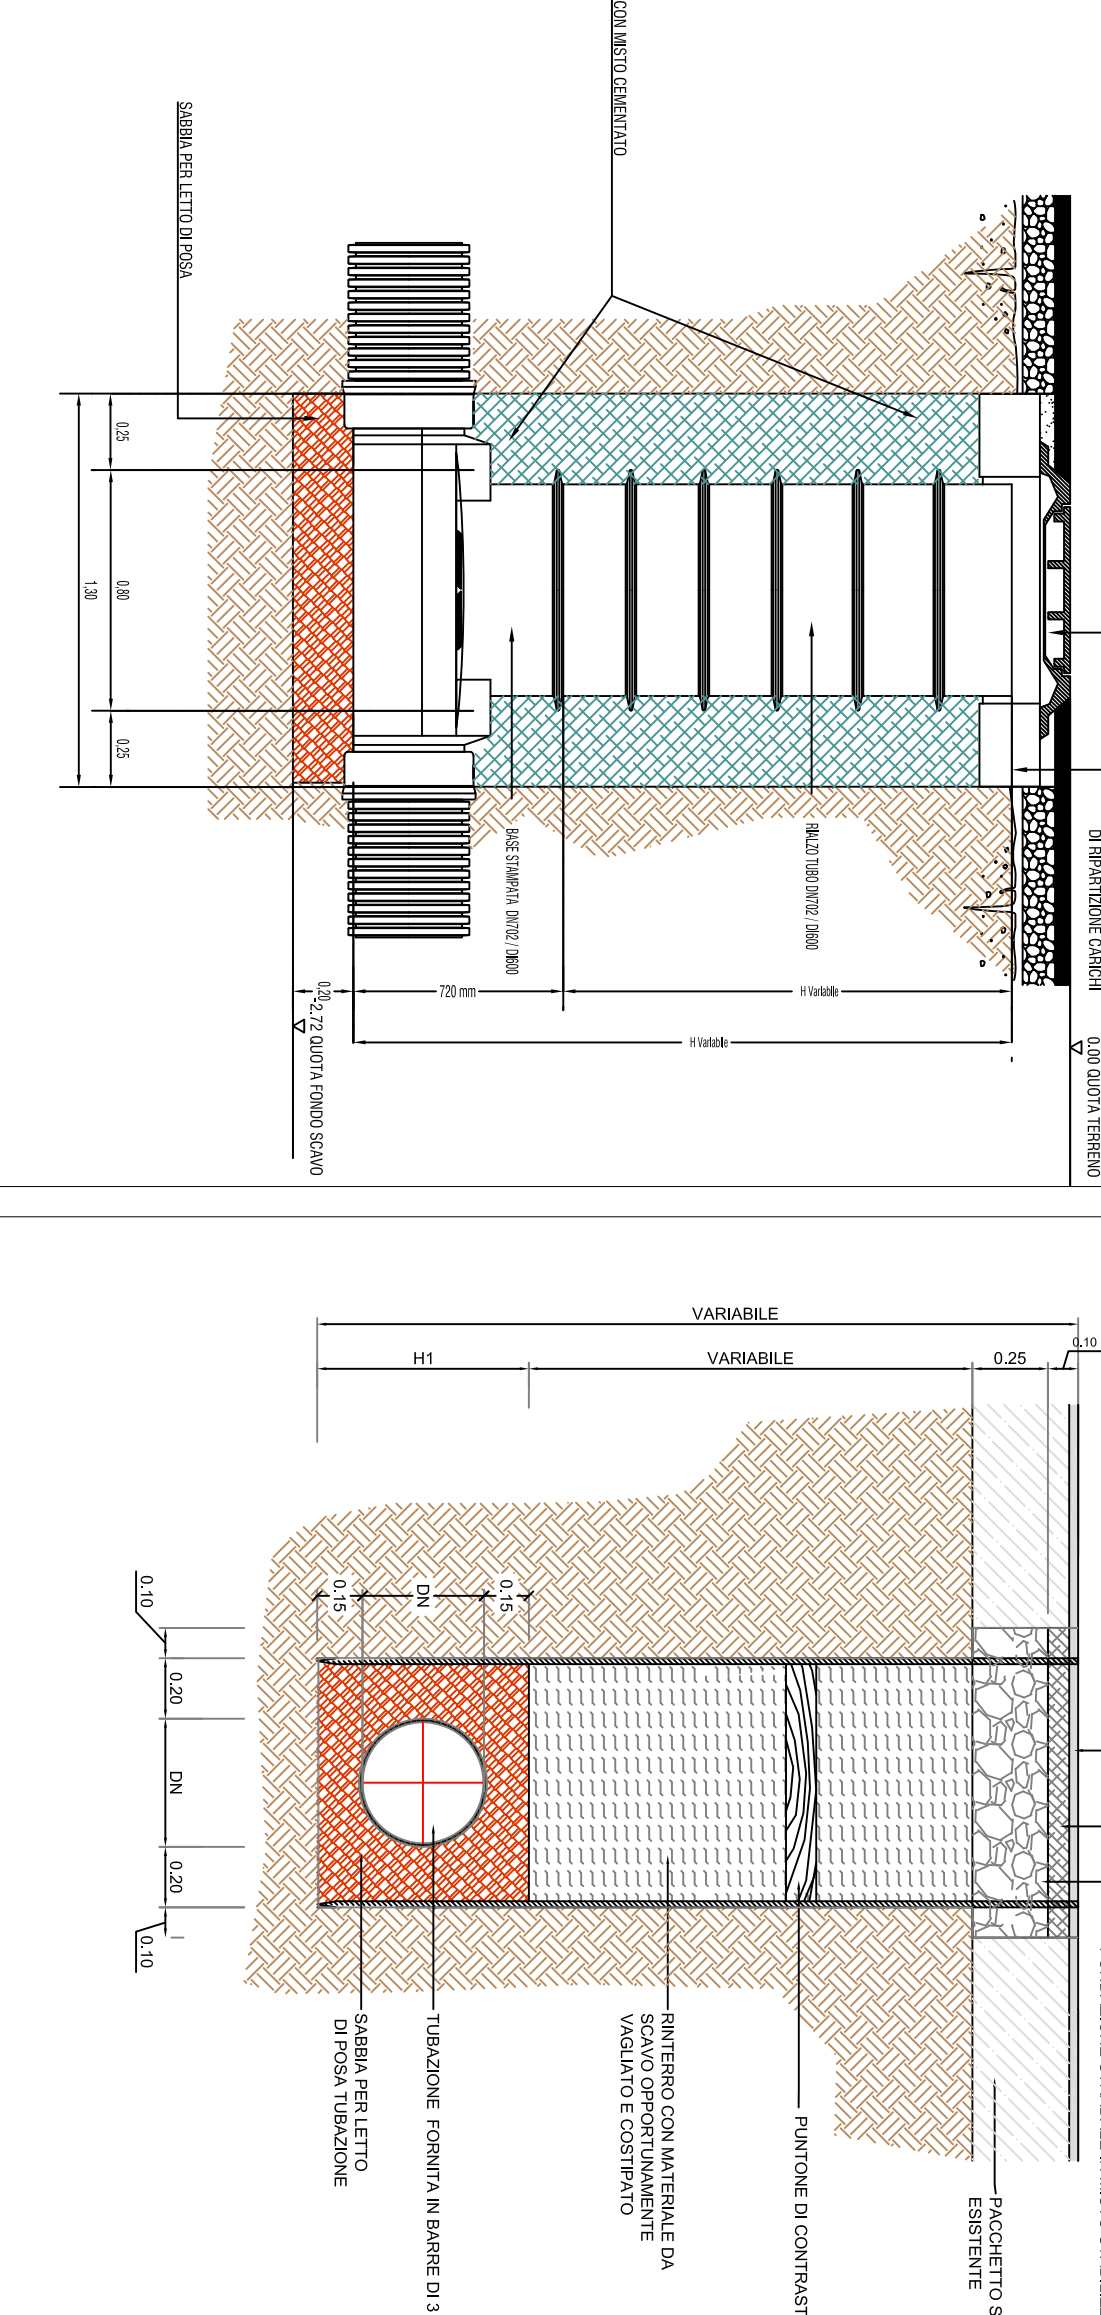 CON MISTO CEMENTATO
SABBIA PER LETTO DI POSA
0,25
0,80
0,25
1,30
BASE STAMPATA DN702 / DI600
RIALZO TUBO DN702 / DI600
DI RIPARTIZIONE CARICHI
0.00 QUOTA TERRENO
H Variabile
720 mm
0,20
H Variabile
-2.72 QUOTA FONDO SCAVO
VARIABILE
H1
VARIABILE
0.25
0.10
0.15
DN
0.15
0.10
0.20
DN
0.20
0.10
PACCHETTO S
ESISTENTE
PUNTONE DI CONTRAST
RINTERRO CON MATERIALE DA
SCAVO OPPORTUNAMENTE
VAGLIATO E COSTIPATO
TUBAZIONE FORNITA IN BARRE DI 3
SABBIA PER LETTO
DI POSA TUBAZIONE